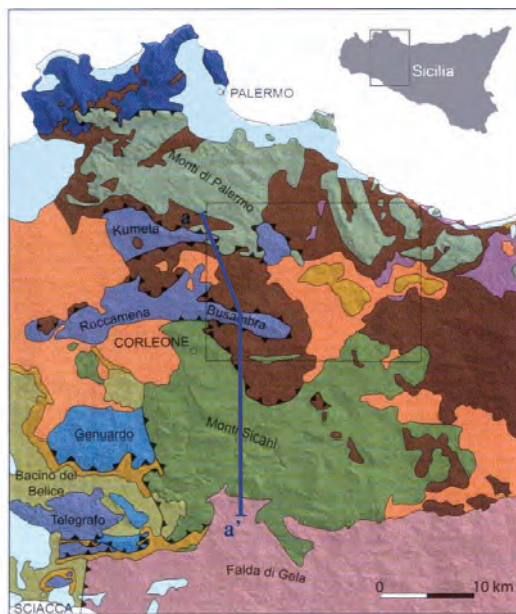 Sicilia
PALERMO
Monti di Palermo
a
Kumeta
Roccamena
Busambra
CORLEONE
Monti Sicani
Genuardo
Bacino del
Belice
Telegrafo
a'
Falda di Gela
SCIACCA
0 10 km